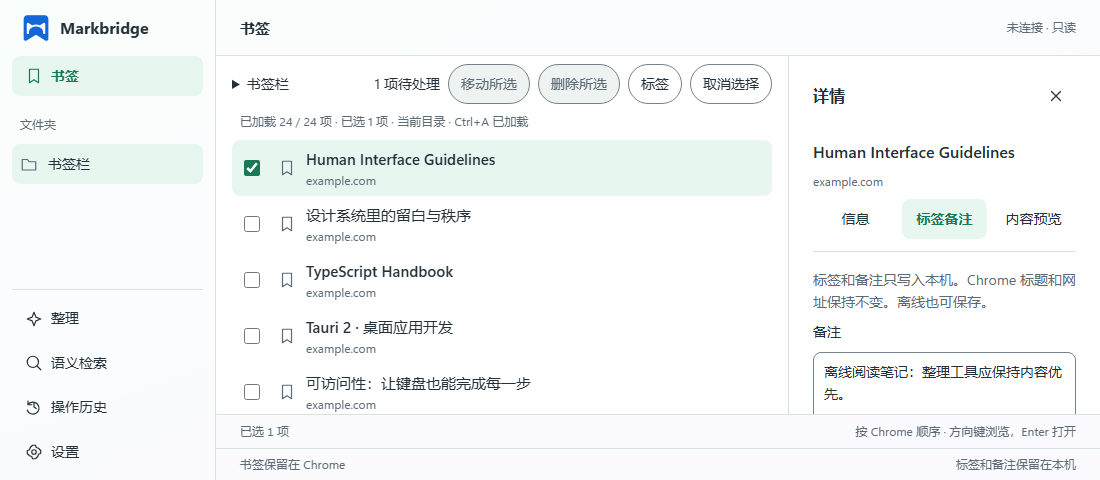 Markbridge
书签
文件夹
书签栏
整理
语义检索
操作历史
设置
书签
未连接 · 只读
书签栏
1 项待处理
移动所选
删除所选
标签
取消选择
已加载 24 / 24 项 · 已选 1 项 · 当前目录 · Ctrl+A 已加载
Human Interface Guidelines
example.com
设计系统里的留白与秩序
example.com
TypeScript Handbook
example.com
Tauri 2 · 桌面应用开发
example.com
可访问性：让键盘也能完成每一步
example.com
详情
Human Interface Guidelines
example.com
信息
标签备注
内容预览
标签和备注只写入本机。Chrome 标题和网
址保持不变。离线也可保存。
备注
离线阅读笔记：整理工具应保持内容优
先。
已选 1 项
按 Chrome 顺序 · 方向键浏览，Enter 打开
书签保留在 Chrome
标签和备注保留在本机